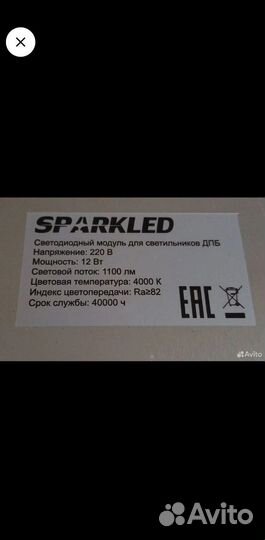 SPARKLED
Светодиодный модуль для светильников ДПБ
Напряжение: 220 В
Мощность: 12 Вт
Световой поток: 1100 лм
Цветовая температура: 4000 К
Индекс цветопередачи: Ra≥82
Срок службы: 40000 ч
EAC
Avito
Avito